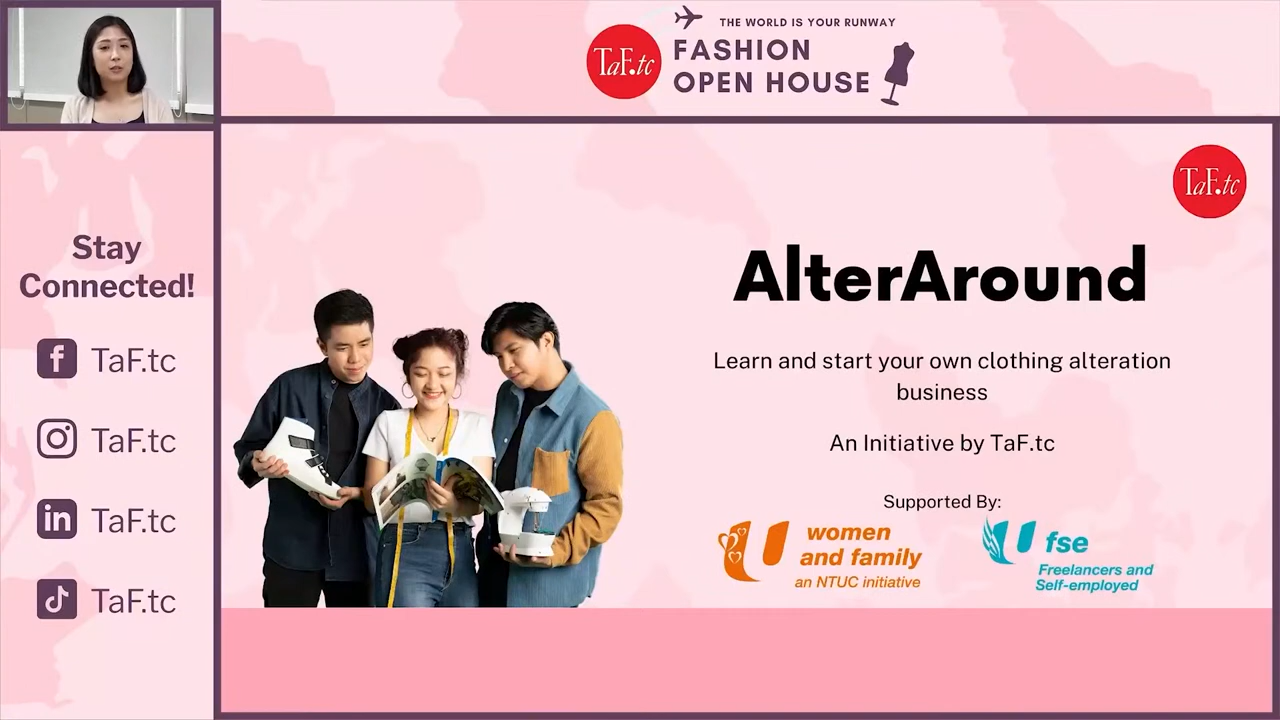 TaF.tc
THE WORLD IS YOUR RUNWAY
FASHION
OPEN HOUSE
Stay
Connected!
TaF.tc
TaF.tc
TaF.tc
TaF.tc
TaF.tc
AlterAround
Learn and start your own clothing alteration
business
An Initiative by TaF.tc
Supported By:
women
and family
an NTUC initiative
fse
Freelancers and
Self-employed